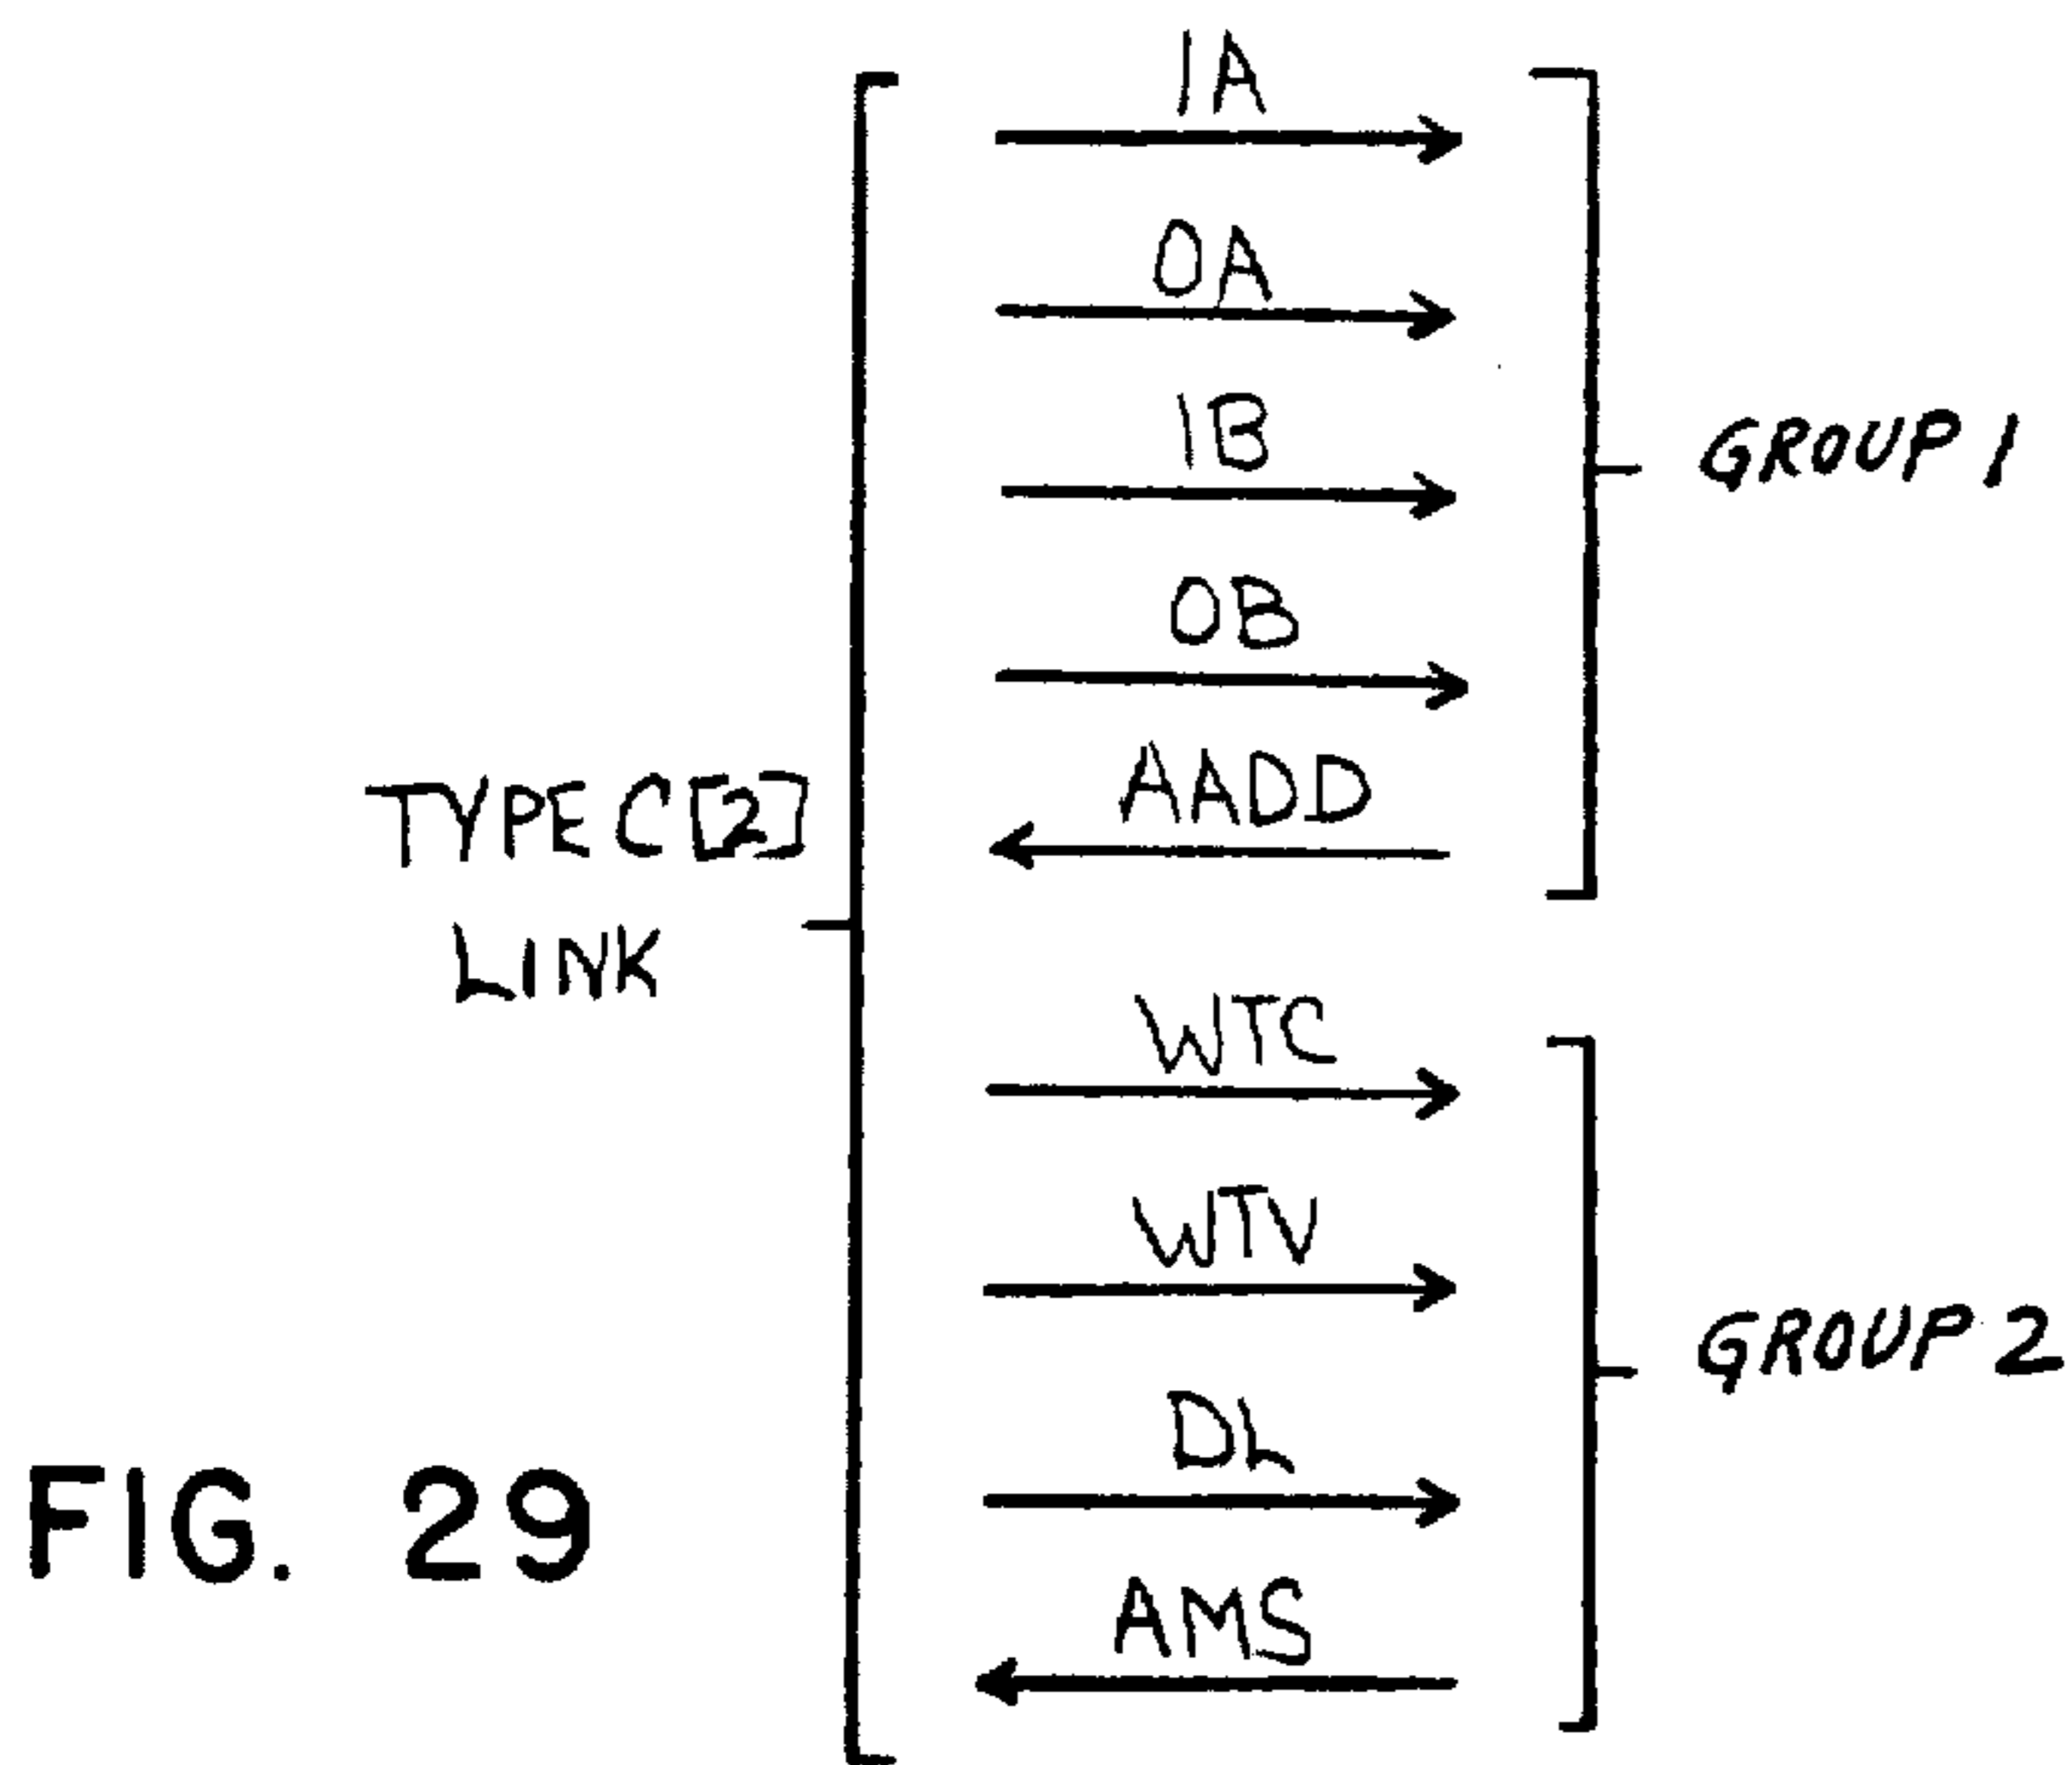 IA
OA
IB
GROUP 1
OB
AADD
TYPE C[2]
LINK
WTC
WTV
GROUP 2
DL
AMS
FIG. 29